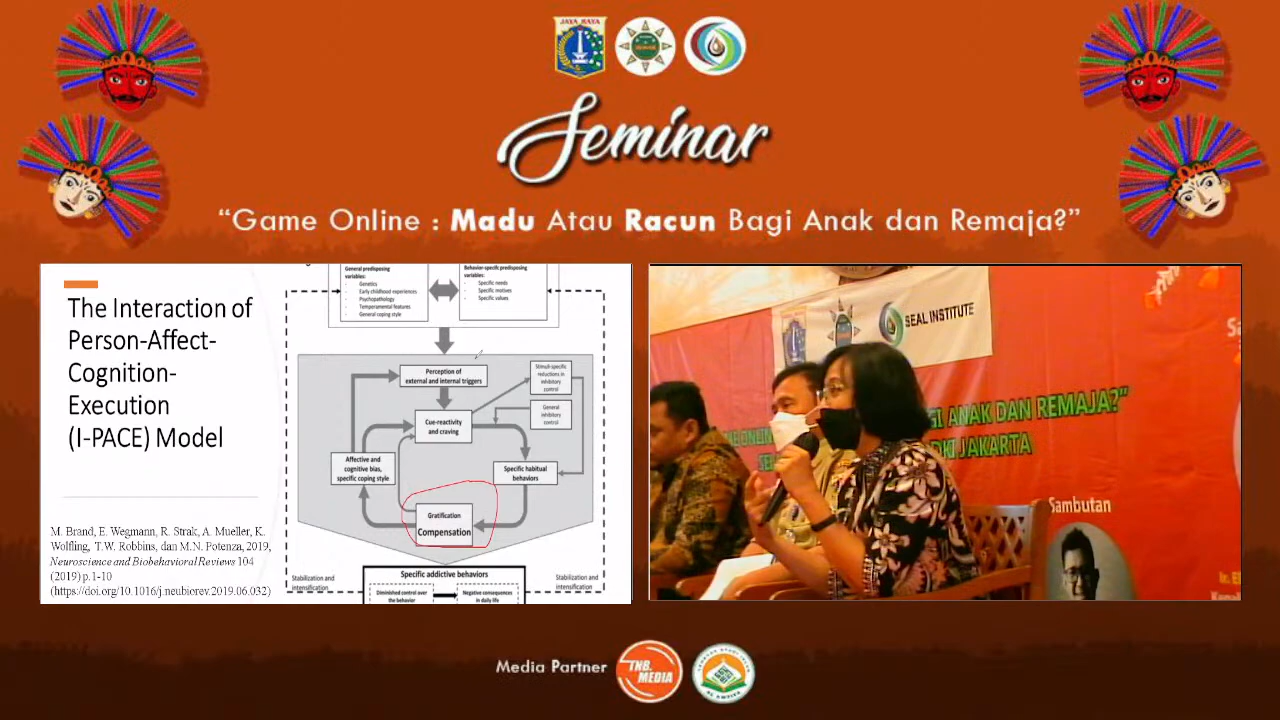 JAYA RAYA
Seminar
“Game Online : Madu Atau Racun Bagi Anak dan Remaja?”
The Interaction of
Person-Affect-
Cognition-
Execution
(I-PACE) Model
M. Brand, E. Wegmann, R. Strak, A. Mueller, K.
Wolfling, T.W. Robbins, dan M.N. Potenza, 2019,
Neuroscience and Biobehavioral Reviews 104
(2019) p.1-10
(https://doi.org/10.1016/j.neubiorev.2019.06.032)
General predisposing
variables:
- Genetics
- Early childhood experiences
- Psychopathology
- Temperamental features
- General coping style
Behavior-specific predisposing
variables:
- Specific needs
- Specific motives
- Specific values
Perception of
external and internal triggers
Stimuli-specific
reductions in
inhibitory
control
Cue-reactivity
and craving
General
inhibitory
control
Affective and
cognitive bias,
specific coping style
Specific habitual
behaviors
Gratification
Compensation
Stabilization and
intensification
Specific addictive behaviors
Diminished control over
the behavior
Negative consequences
in daily life
Stabilization and
intensification
SEAL INSTITUTE
BAGI ANAK DAN REMAJA?”
DKI JAKARTA
Sambutan
Media Partner
TNB.
MEDIA